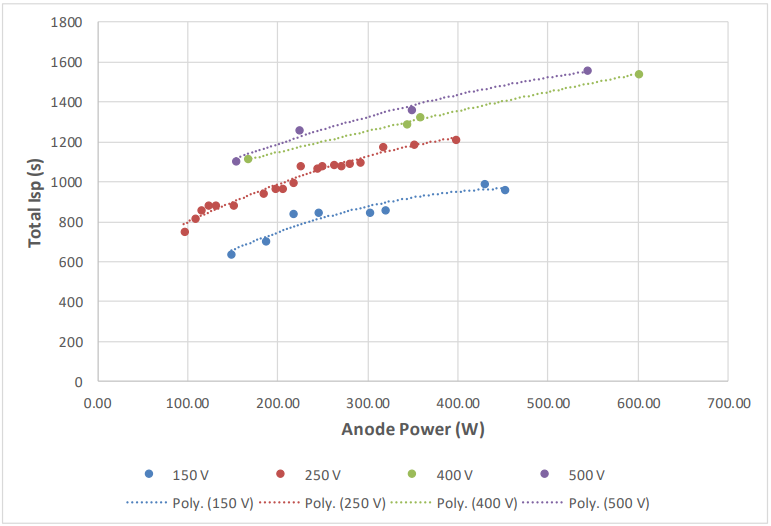 1800
1600
1400
1200
1000
800
600
400
200
0
0.00 100.00 200.00 300.00 400.00 500.00 600.00 700.00
Total Isp (s)
Anode Power (W)
150 V 250 V 400 V 500 V
Poly. (150 V) Poly. (250 V) Poly. (400 V) Poly. (500 V)